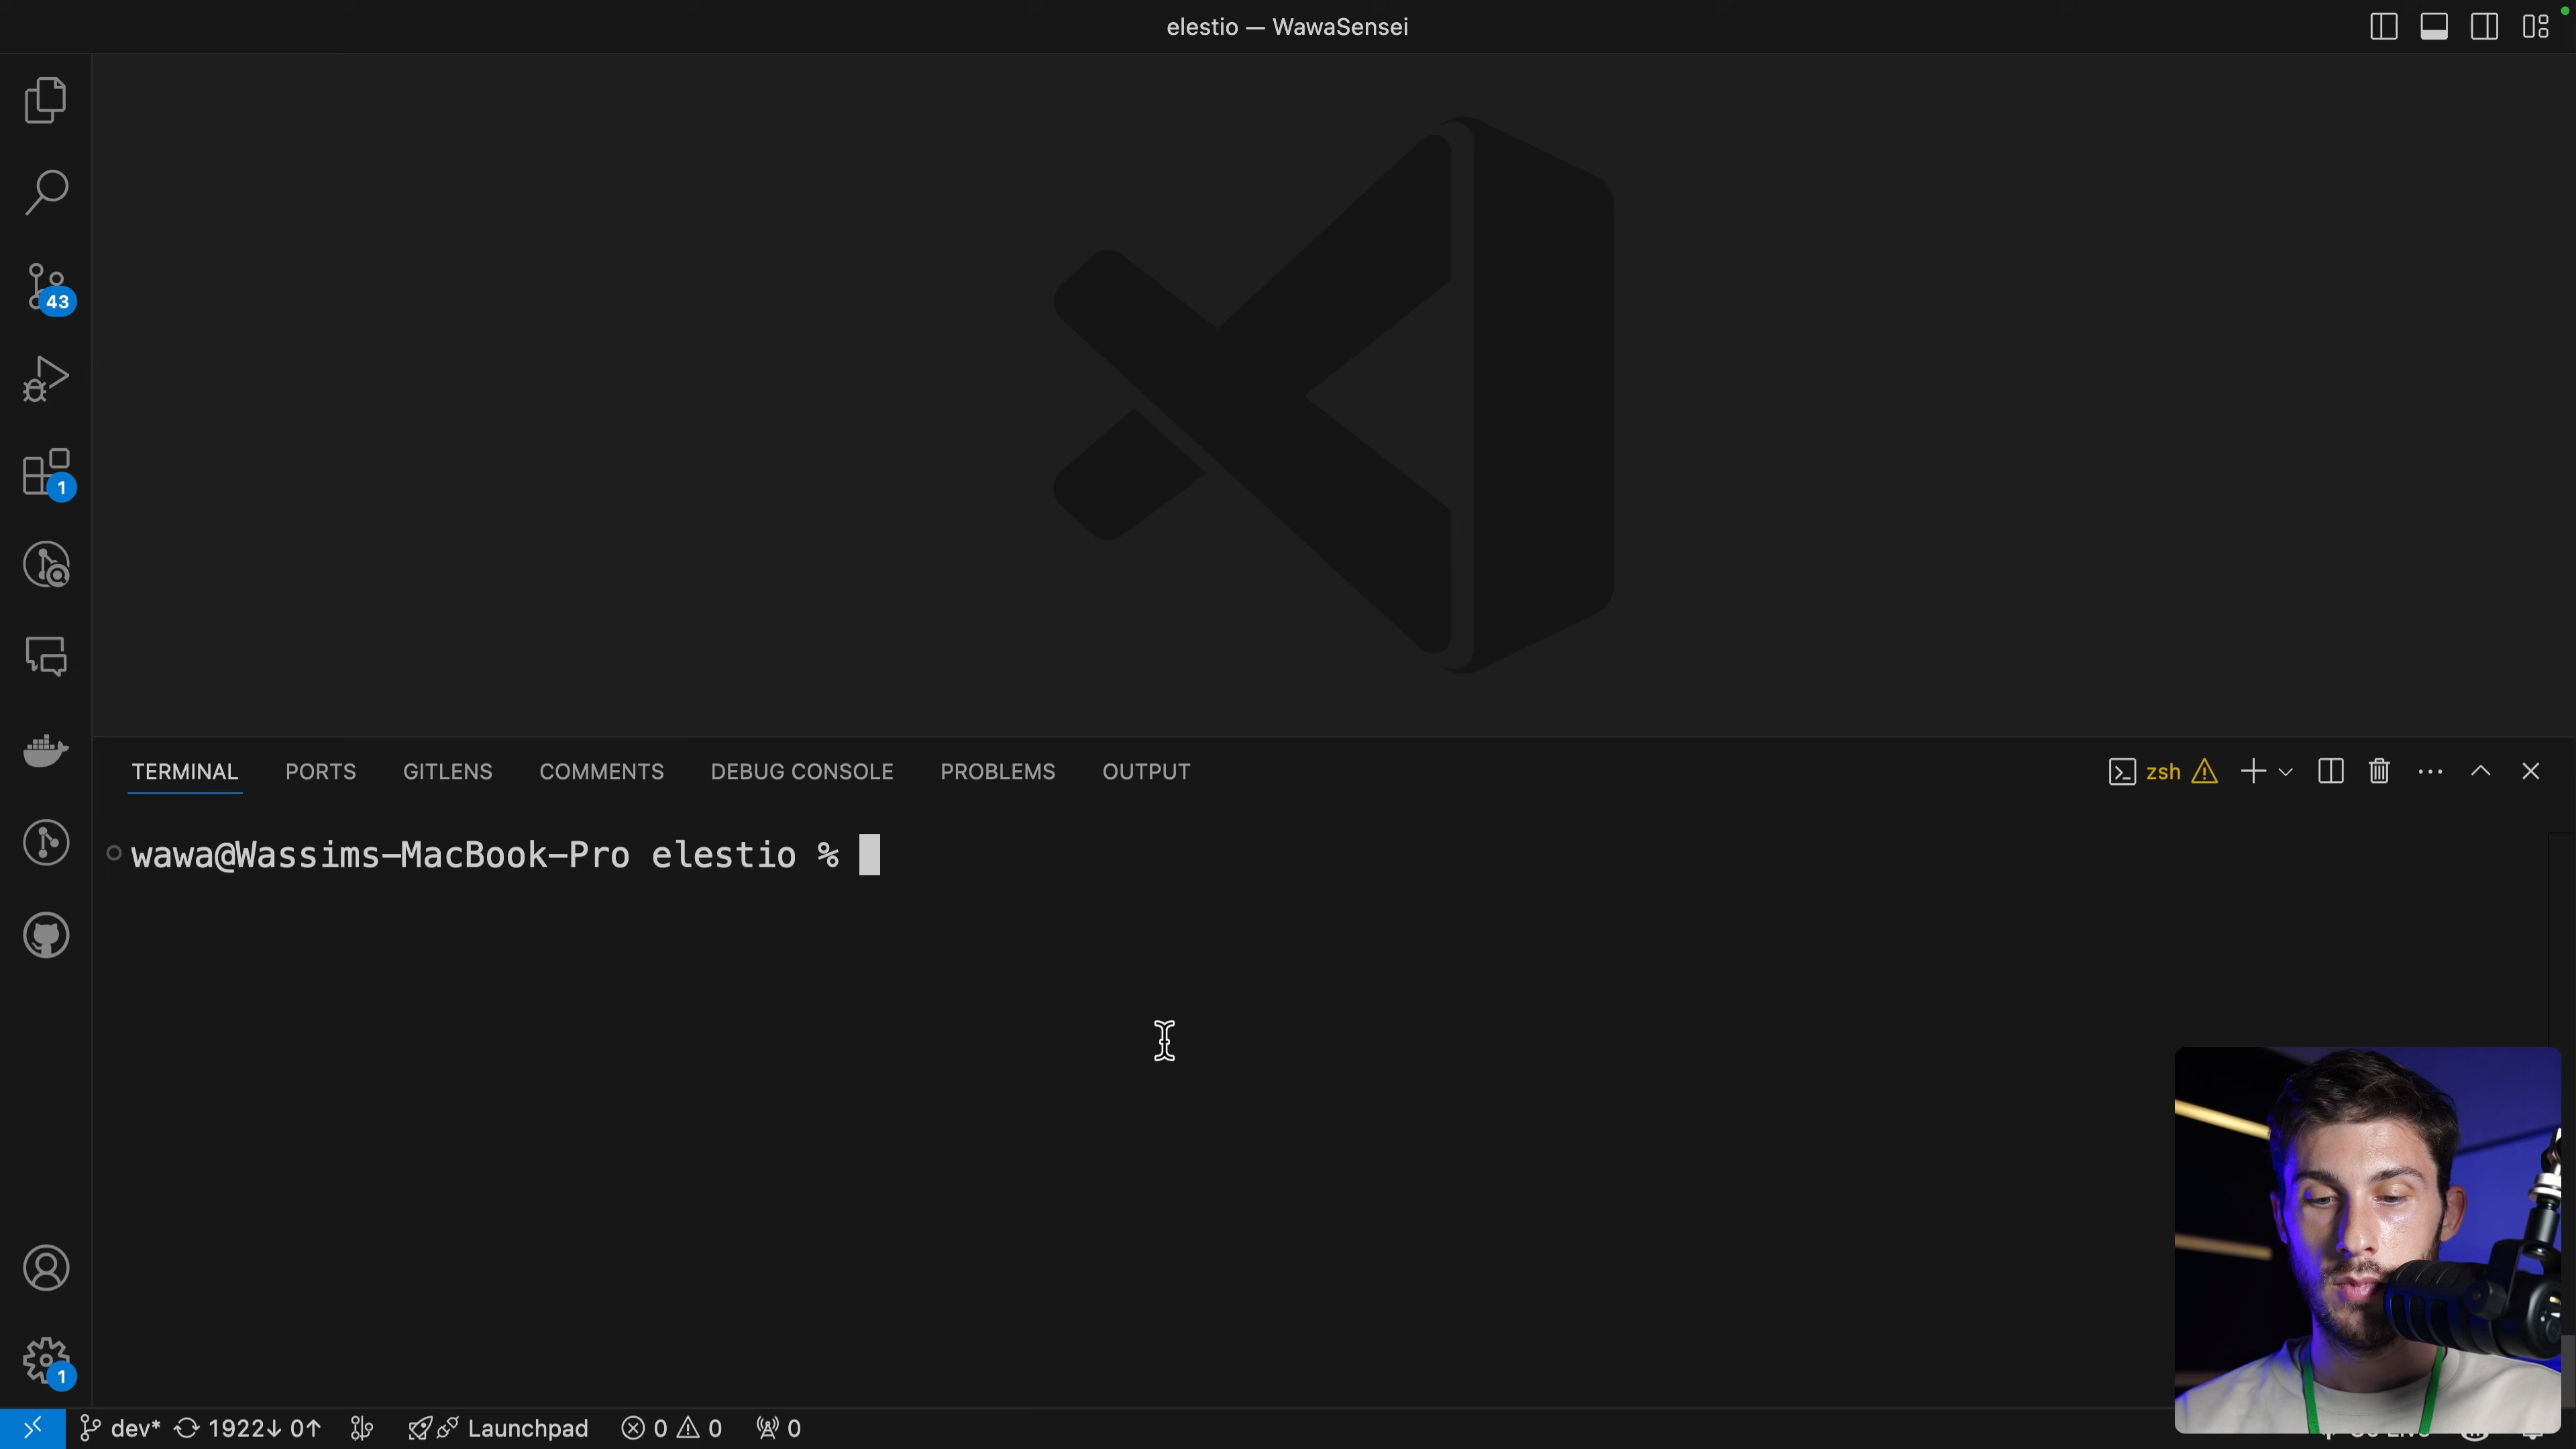 elestio — WawaSensei
43
1
TERMINAL PORTS GITLENS COMMENTS DEBUG CONSOLE PROBLEMS OUTPUT zsh
wawa@Wassims-MacBook-Pro elestio %
1
dev* 1922↓ 0↑ Launchpad 0 0 0